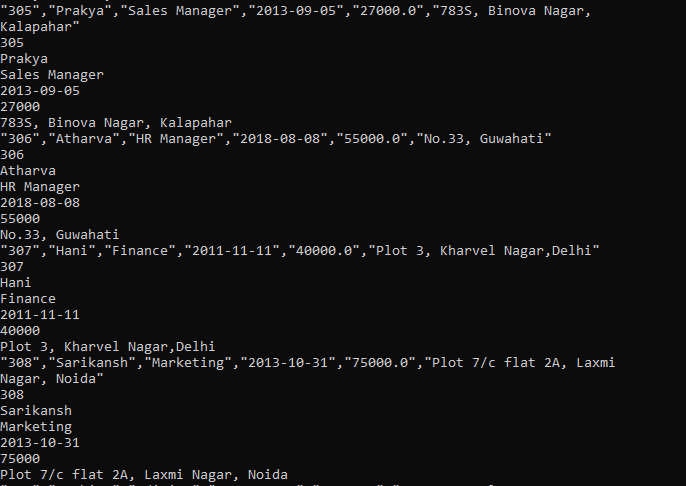 "305","Prakya","Sales Manager","2013-09-05","27000.0","783S, Binova Nagar,
Kalapahar"
305
Prakya
Sales Manager
2013-09-05
27000
783S, Binova Nagar, Kalapahar
"306","Atharva","HR Manager","2018-08-08","55000.0","No.33, Guwahati"
306
Atharva
HR Manager
2018-08-08
55000
No.33, Guwahati
"307","Hani","Finance","2011-11-11","40000.0","Plot 3, Kharvel Nagar,Delhi"
307
Hani
Finance
2011-11-11
40000
Plot 3, Kharvel Nagar,Delhi
"308","Sarikansh","Marketing","2013-10-31","75000.0","Plot 7/c flat 2A, Laxmi
Nagar, Noida"
308
Sarikansh
Marketing
2013-10-31
75000
Plot 7/c flat 2A, Laxmi Nagar, Noida